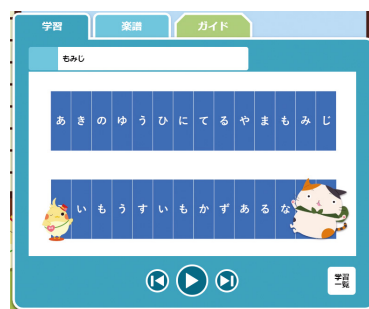 学習
楽譜
ガイド
もみじ
あきのゆうひにてるやまもみじ
いもうすいもかずあるな
学習
一覧